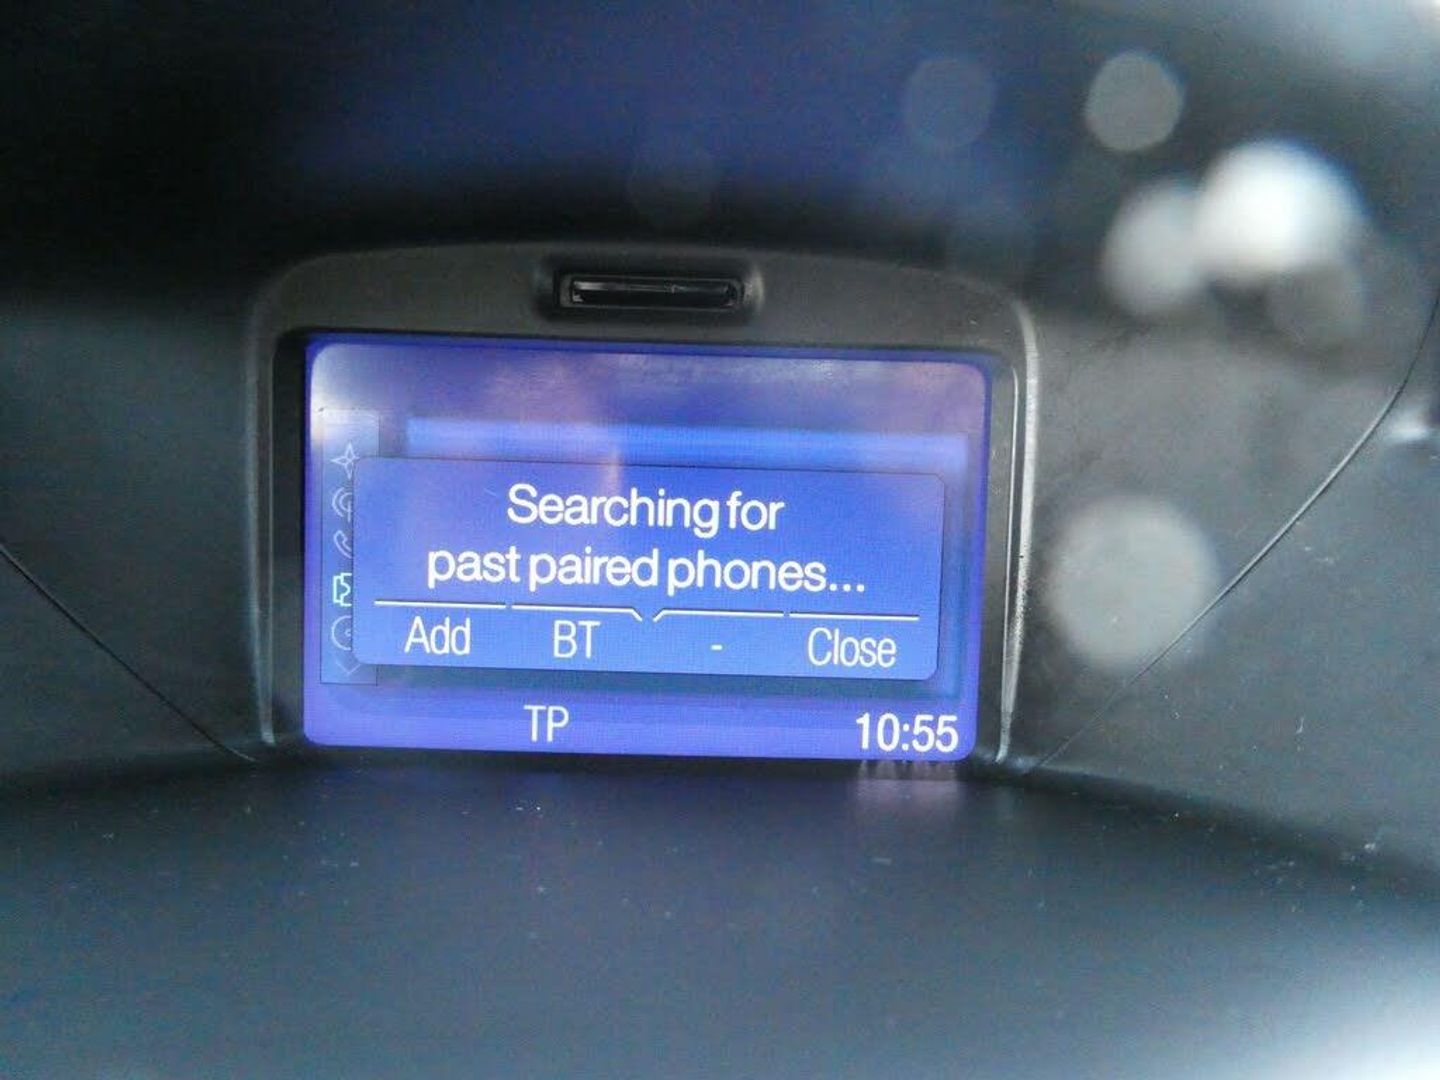 Searching for
past paired phones...
Add BT - Close
TP 10:55